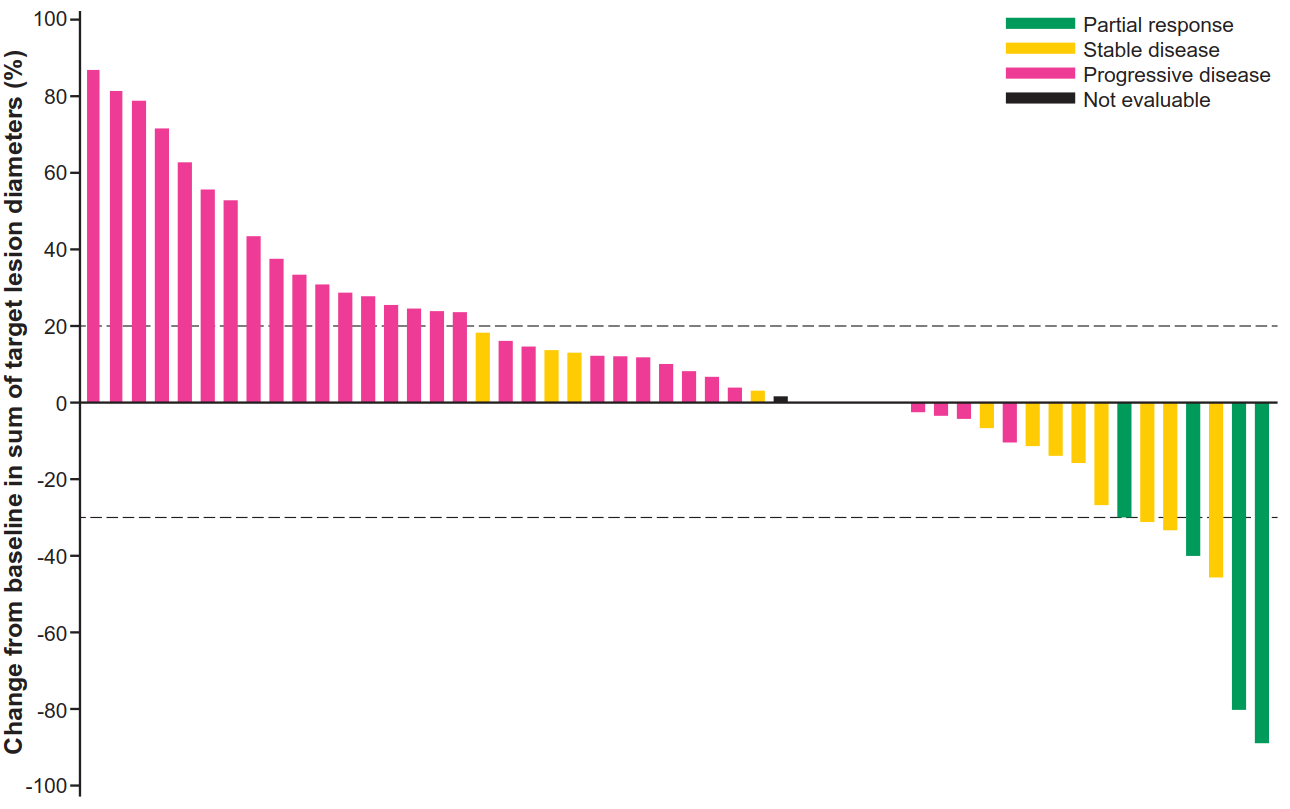 Change from baseline in sum of target lesion diameters (%)
100
80
60
40
20
0
-20
-40
-60
-80
-100
Partial response
Stable disease
Progressive disease
Not evaluable